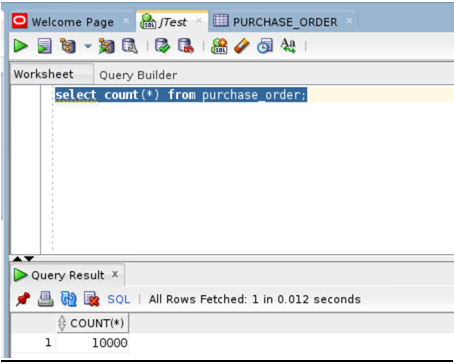 Welcome Page × JTest × PURCHASE_ORDER ×
Worksheet Query Builder
select count(*) from purchase_order;
Query Result ×
SQL | All Rows Fetched: 1 in 0.012 seconds
COUNT(*)
1 10000